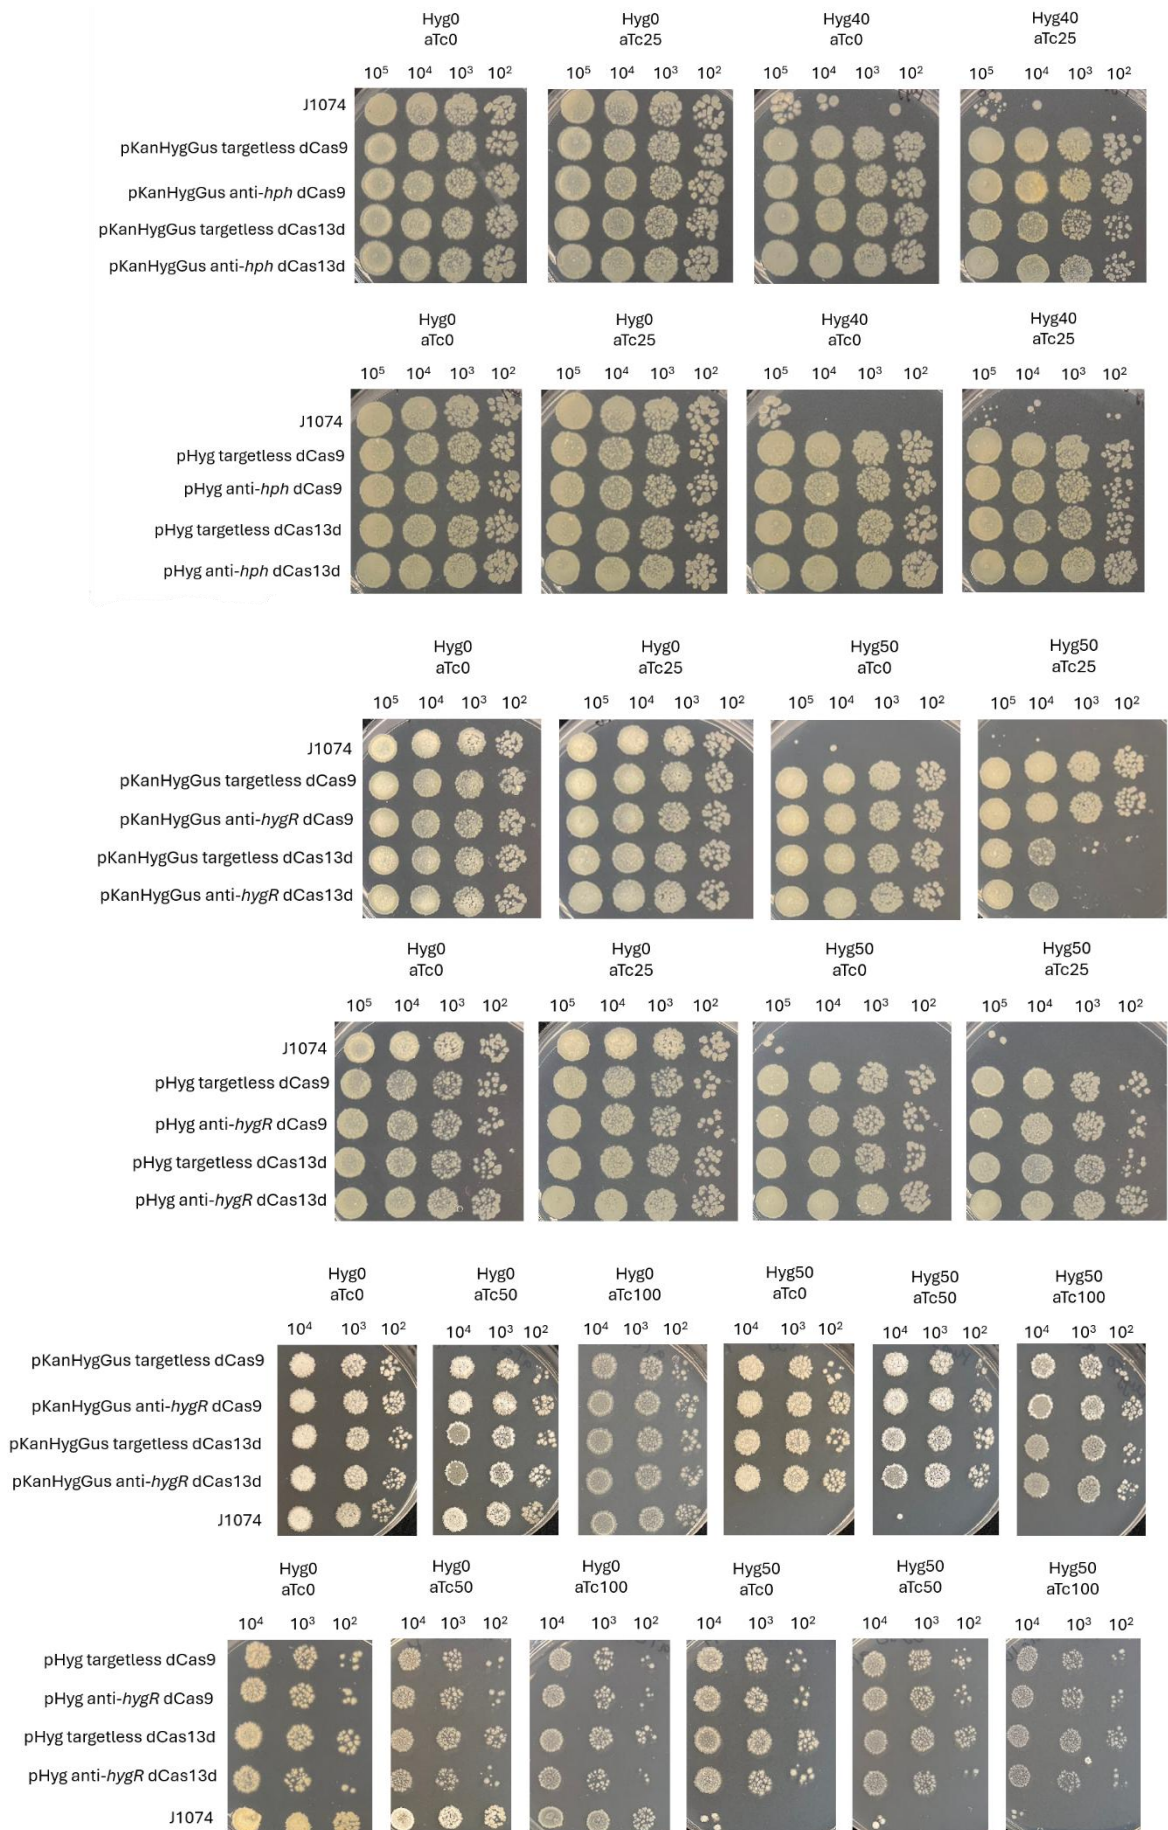 Hyg0 Hyg0 Hyg40 Hyg40
aTc0 aTc25 aTc0 aTc25
10⁵ 10⁴ 10³ 10² 10⁵ 10⁴ 10³ 10² 10⁵ 10⁴ 10³ 10² 10⁵ 10⁴ 10³ 10²
J1074
pKanHygGus targetless dCas9
pKanHygGus anti-hph dCas9
pKanHygGus targetless dCas13d
pKanHygGus anti-hph dCas13d
Hyg0 Hyg0 Hyg40 Hyg40
aTc0 aTc25 aTc0 aTc25
10⁵ 10⁴ 10³ 10² 10⁵ 10⁴ 10³ 10² 10⁵ 10⁴ 10³ 10² 10⁵ 10⁴ 10³ 10²
J1074
pHyg targetless dCas9
pHyg anti-hph dCas9
pHyg targetless dCas13d
pHyg anti-hph dCas13d
Hyg0 Hyg0 Hyg50 Hyg50
aTc0 aTc25 aTc0 aTc25
10⁵ 10⁴ 10³ 10² 10⁵ 10⁴ 10³ 10² 10⁵ 10⁴ 10³ 10² 10⁵ 10⁴ 10³ 10²
J1074
pKanHygGus targetless dCas9
pKanHygGus anti-hygR dCas9
pKanHygGus targetless dCas13d
pKanHygGus anti-hygR dCas13d
Hyg0 Hyg0 Hyg50 Hyg50
aTc0 aTc25 aTc0 aTc25
10⁵ 10⁴ 10³ 10² 10⁵ 10⁴ 10³ 10² 10⁵ 10⁴ 10³ 10² 10⁵ 10⁴ 10³ 10²
J1074
pHyg targetless dCas9
pHyg anti-hygR dCas9
pHyg targetless dCas13d
pHyg anti-hygR dCas13d
Hyg0 Hyg0 Hyg0 Hyg50 Hyg50 Hyg50
aTc0 aTc50 aTc100 aTc0 aTc50 aTc100
10⁴ 10³ 10² 10⁴ 10³ 10² 10⁴ 10³ 10² 10⁴ 10³ 10² 10⁴ 10³ 10² 10⁴ 10³ 10²
pKanHygGus targetless dCas9
pKanHygGus anti-hygR dCas9
pKanHygGus targetless dCas13d
pKanHygGus anti-hygR dCas13d
J1074
Hyg0 Hyg0 Hyg0 Hyg50 Hyg50 Hyg50
aTc0 aTc50 aTc100 aTc0 aTc50 aTc100
10⁴ 10³ 10² 10⁴ 10³ 10² 10⁴ 10³ 10² 10⁴ 10³ 10² 10⁴ 10³ 10² 10⁴ 10³ 10²
pHyg targetless dCas9
pHyg anti-hygR dCas9
pHyg targetless dCas13d
pHyg anti-hygR dCas13d
J1074